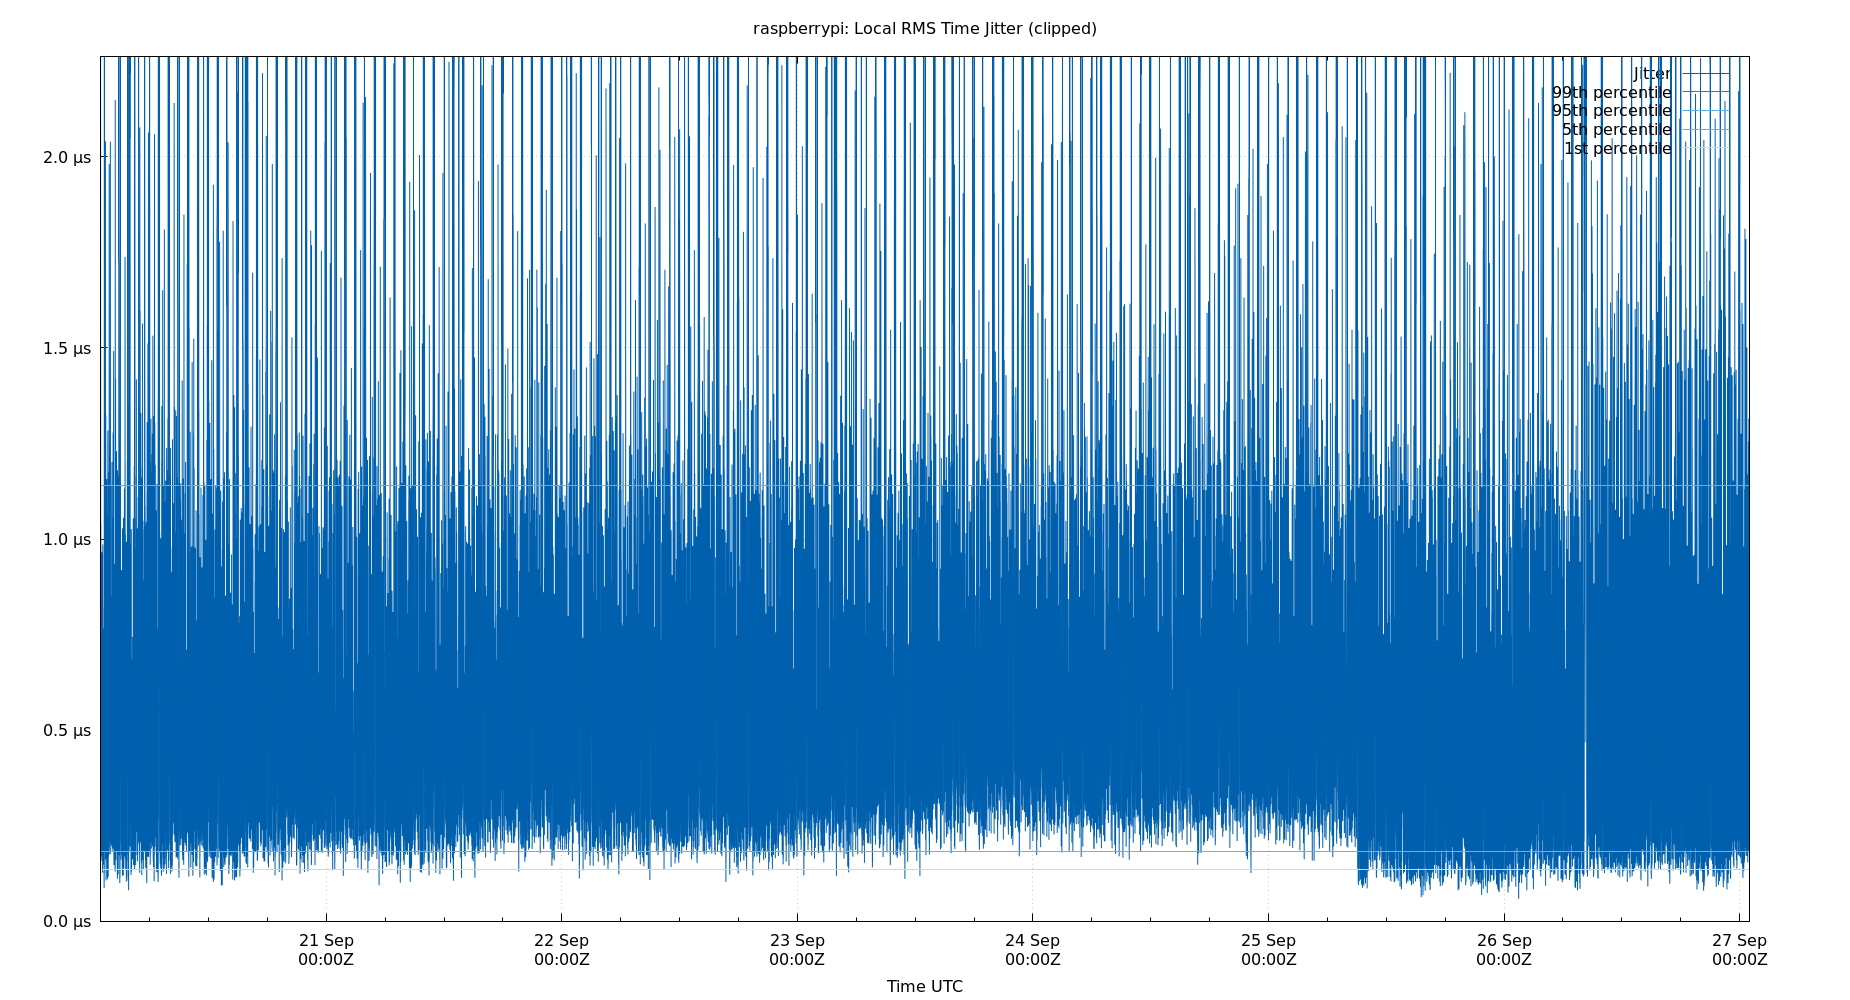 raspberrypi: Local RMS Time Jitter (clipped)
Jitter
99th percentile
95th percentile
5th percentile
1st percentile
2.0 µs
1.5 µs
1.0 µs
0.5 µs
0.0 µs
21 Sep 22 Sep 23 Sep 24 Sep 25 Sep 26 Sep 27 Sep
00:00Z 00:00Z 00:00Z 00:00Z 00:00Z 00:00Z 00:00Z
Time UTC